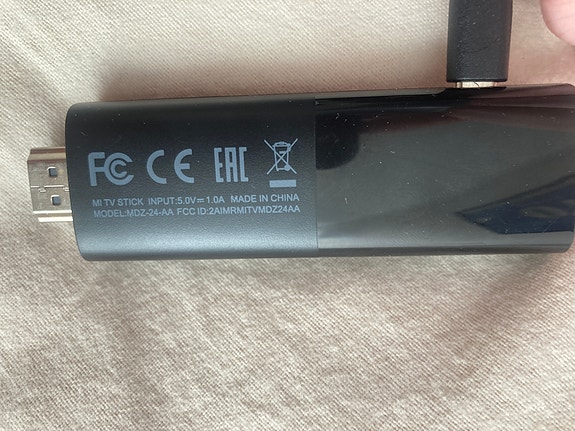 FC CE EAC
MI TV STICK INPUT:5.0V⎓1.0A MADE IN CHINA
MODEL:MDZ-24-AA FCC ID:2AIMRMITVMDZ24AA